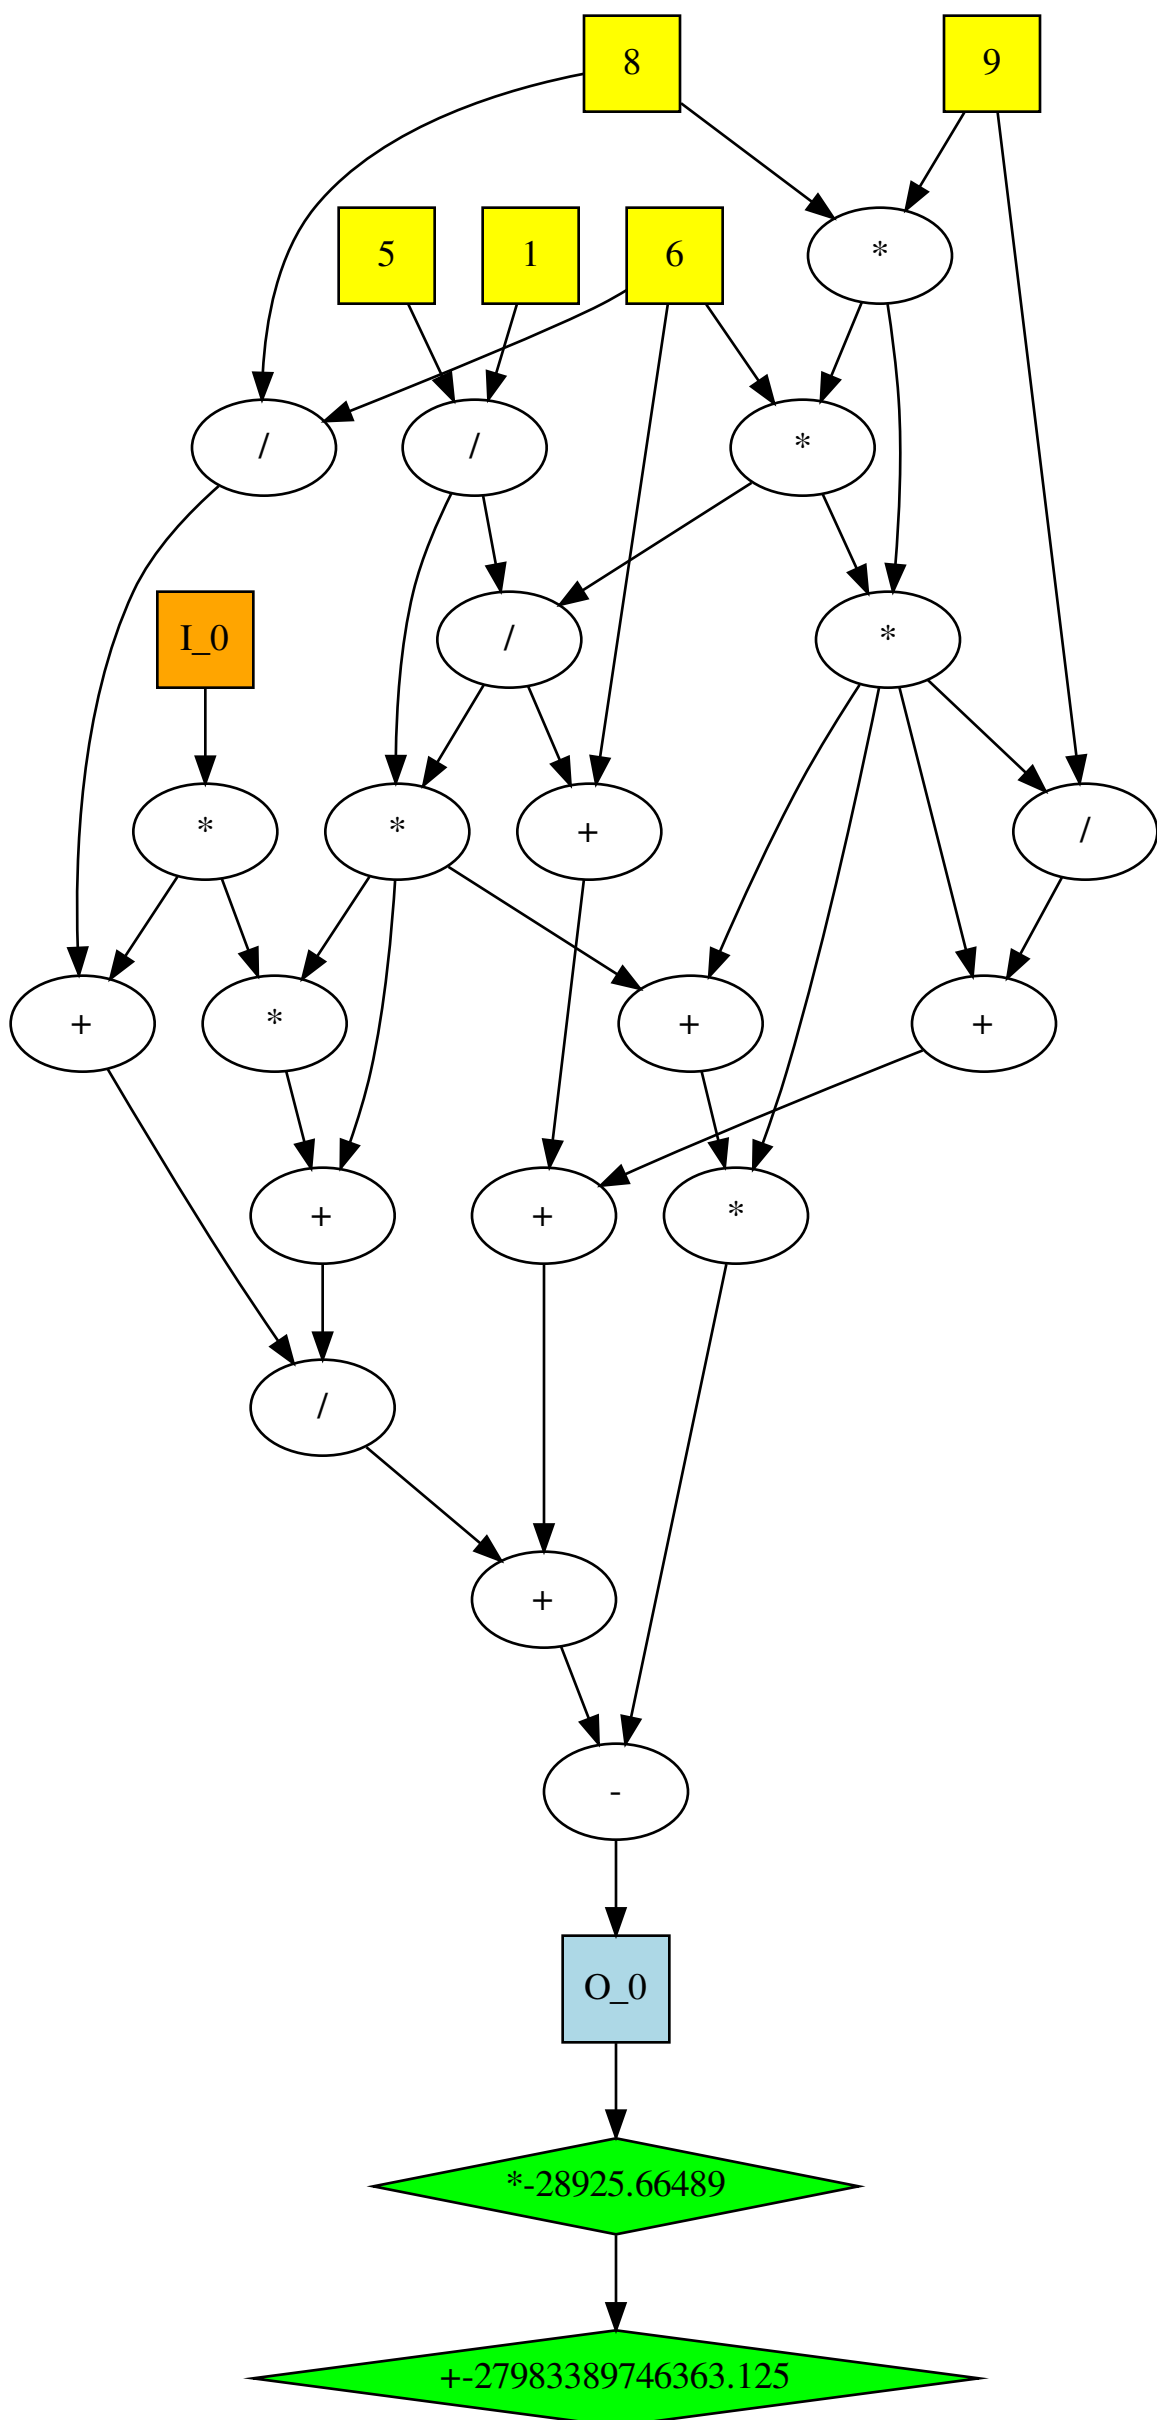 8 9
5 1 6 *
/ / *
I_0 / *
* * + /
+ * + +
+ + *
/
+
-
O_0
*-28925.66489
+-27983389746363.125